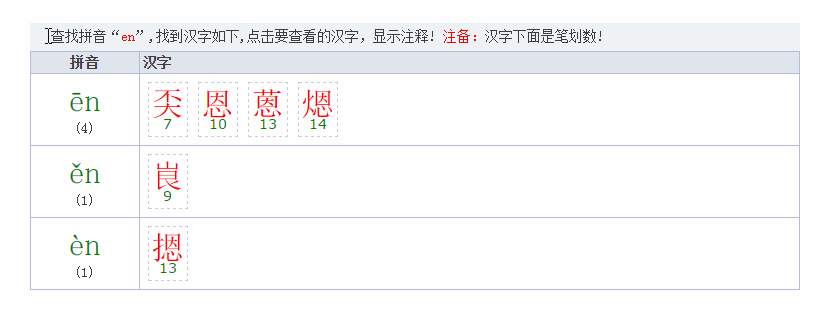 查找拼音“en”,找到汉字如下,点击要查看的汉字，显示注释! 注备：汉字下面是笔划数!
拼音 汉字
ēn 奀 恩 蒽 煾
(4) 7 10 13 14
ěn 峎
(1) 9
èn 摁
(1) 13